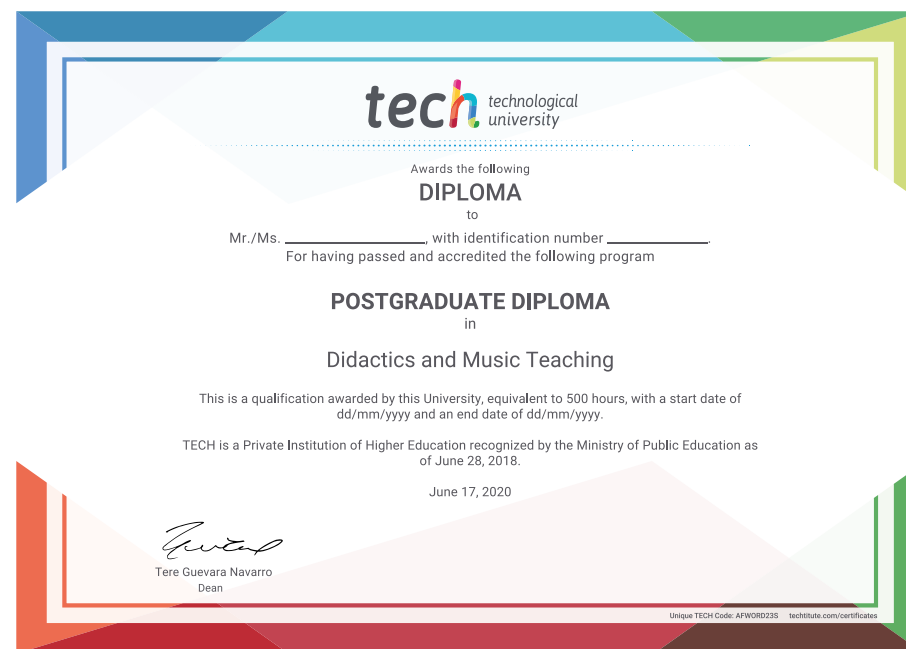 tech technological
university
Awards the following
DIPLOMA
to
Mr./Ms. ____________________, with identification number ______________.
For having passed and accredited the following program
POSTGRADUATE DIPLOMA
in
Didactics and Music Teaching
This is a qualification awarded by this University, equivalent to 500 hours, with a start date of
dd/mm/yyyy and an end date of dd/mm/yyyy.
TECH is a Private Institution of Higher Education recognized by the Ministry of Public Education as
of June 28, 2018.
June 17, 2020
Tere Guevara Navarro
Dean
Unique TECH Code: AFWORD23S techtitute.com/certificates